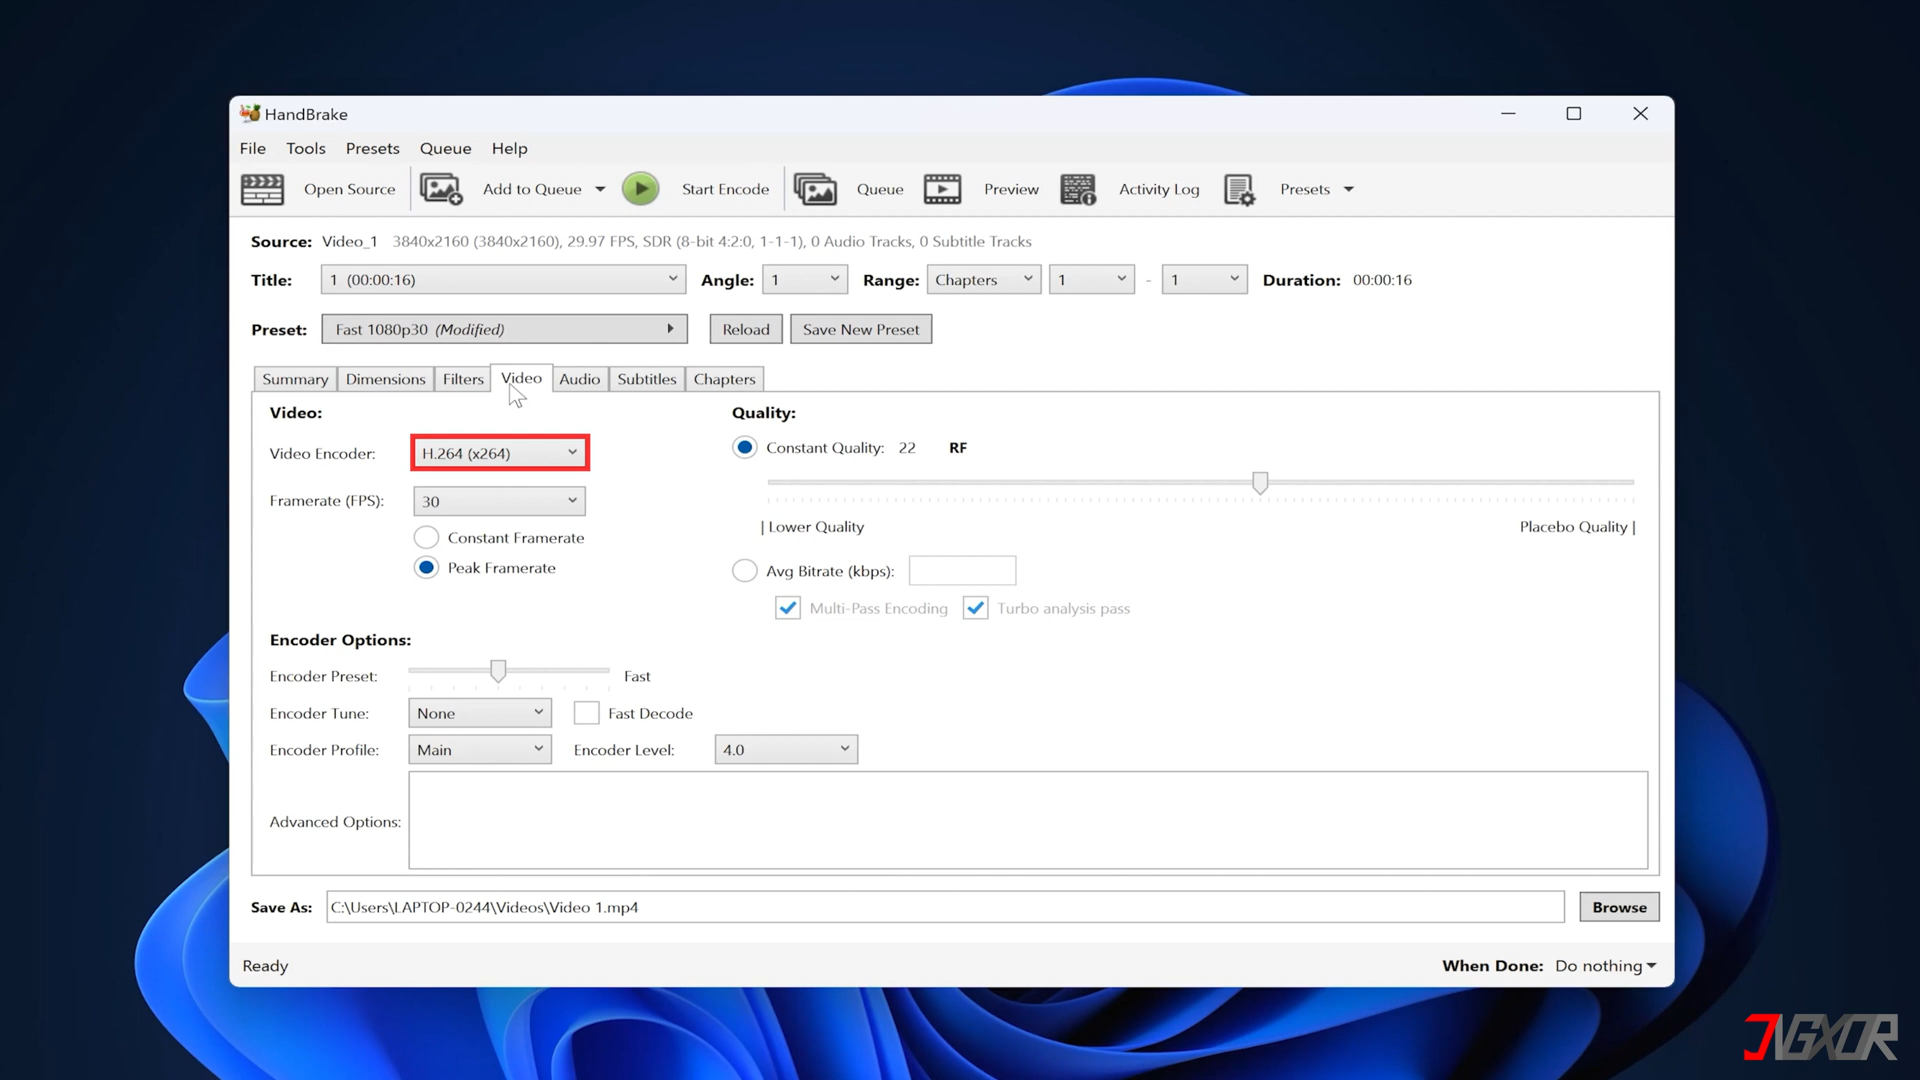 HandBrake
File Tools Presets Queue Help
Open Source Add to Queue Start Encode Queue Preview Activity Log Presets
Source: Video_1 3840x2160 (3840x2160), 29.97 FPS, SDR (8-bit 4:2:0, 1-1-1), 0 Audio Tracks, 0 Subtitle Tracks
Title: 1 (00:00:16) Angle: 1 Range: Chapters 1 - 1 Duration: 00:00:16
Preset: Fast 1080p30 (Modified) Reload Save New Preset
Summary Dimensions Filters Video Audio Subtitles Chapters
Video: Quality:
Video Encoder: H.264 (x264) Constant Quality: 22 RF
Framerate (FPS): 30
| Lower Quality Placebo Quality |
Constant Framerate
Peak Framerate Avg Bitrate (kbps):
Multi-Pass Encoding Turbo analysis pass
Encoder Options:
Encoder Preset: Fast
Encoder Tune: None Fast Decode
Encoder Profile: Main Encoder Level: 4.0
Advanced Options:
Save As: C:\Users\LAPTOP-0244\Videos\Video 1.mp4 Browse
Ready When Done: Do nothing
JVGXOR